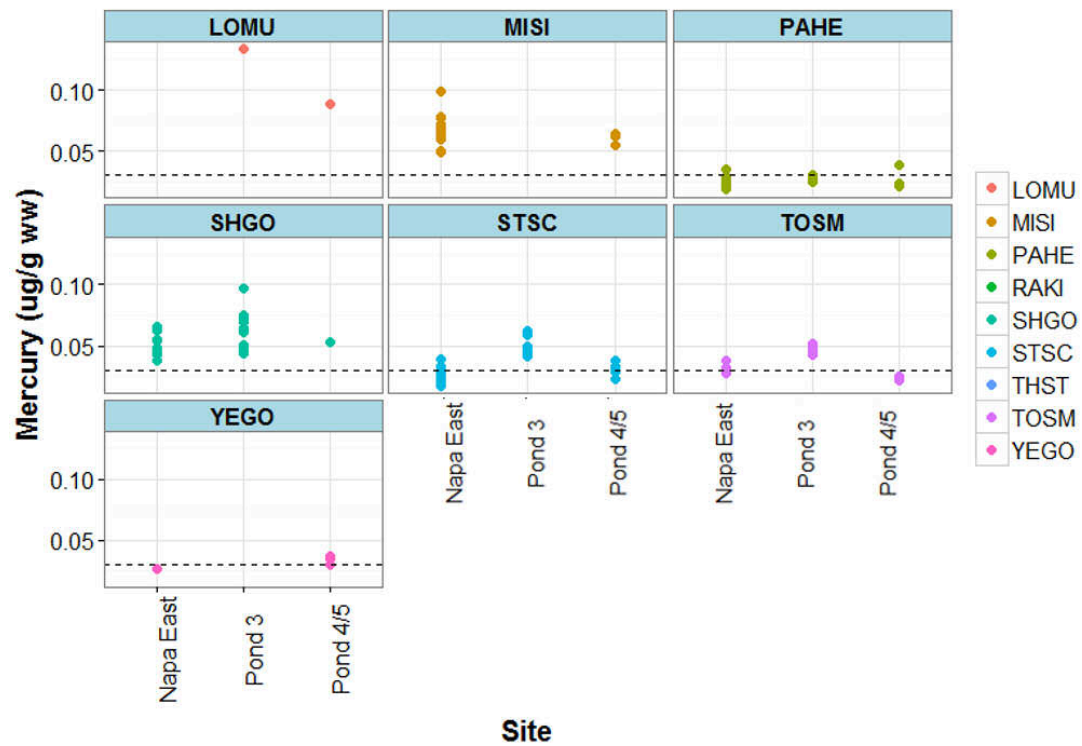 LOMU MISI PAHE
0.10
0.05
SHGO STSC TOSM
0.10
0.05
YEGO
0.10
0.05
Napa East Pond 3 Pond 4/5 Napa East Pond 3 Pond 4/5
Napa East Pond 3 Pond 4/5
Mercury (ug/g ww)
Site
LOMU
MISI
PAHE
RAKI
SHGO
STSC
THST
TOSM
YEGO